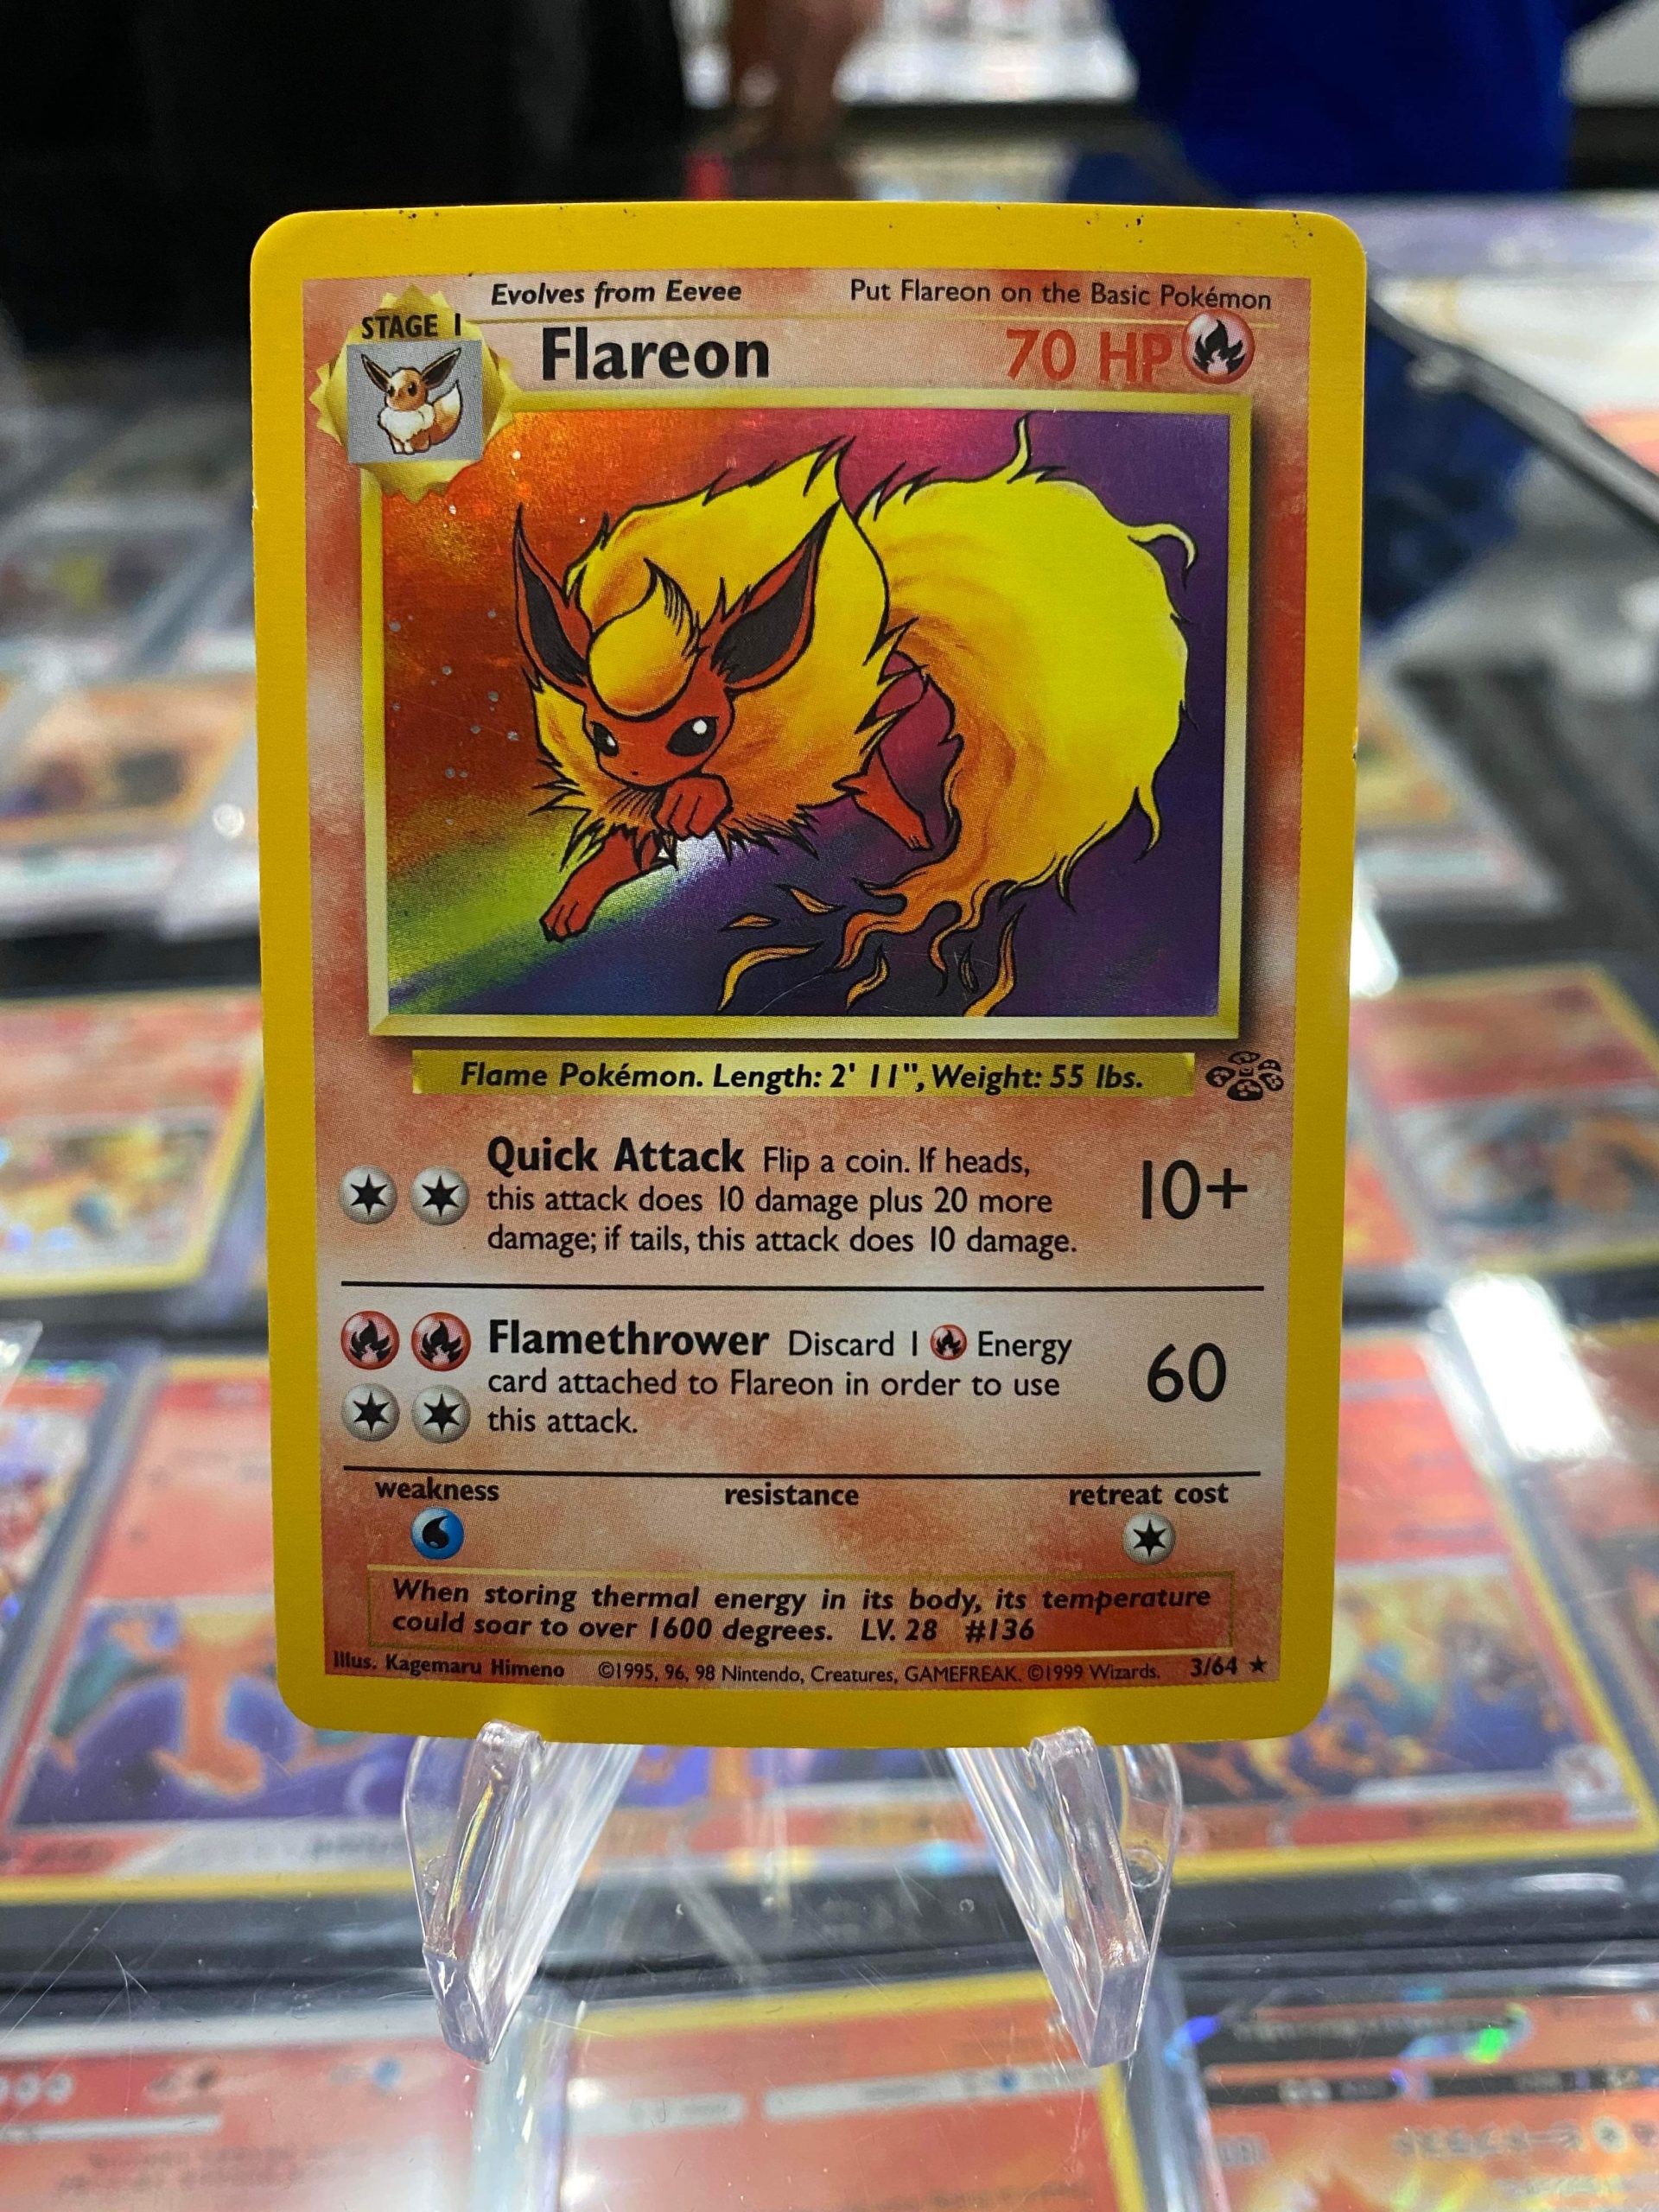 Evolves from Eevee Put Flareon on the Basic Pokémon
STAGE 1
Flareon 70 HP
Flame Pokémon. Length: 2' 11", Weight: 55 lbs.
Quick Attack Flip a coin. If heads,
this attack does 10 damage plus 20 more
damage; if tails, this attack does 10 damage.
10+
Flamethrower Discard 1 Energy
card attached to Flareon in order to use
this attack.
60
weakness resistance retreat cost
When storing thermal energy in its body, its temperature
could soar to over 1600 degrees. LV. 28 #136
Illus. Kagemaru Himeno ©1995, 96, 98 Nintendo, Creatures, GAMEFREAK. ©1999 Wizards. 3/64 ★